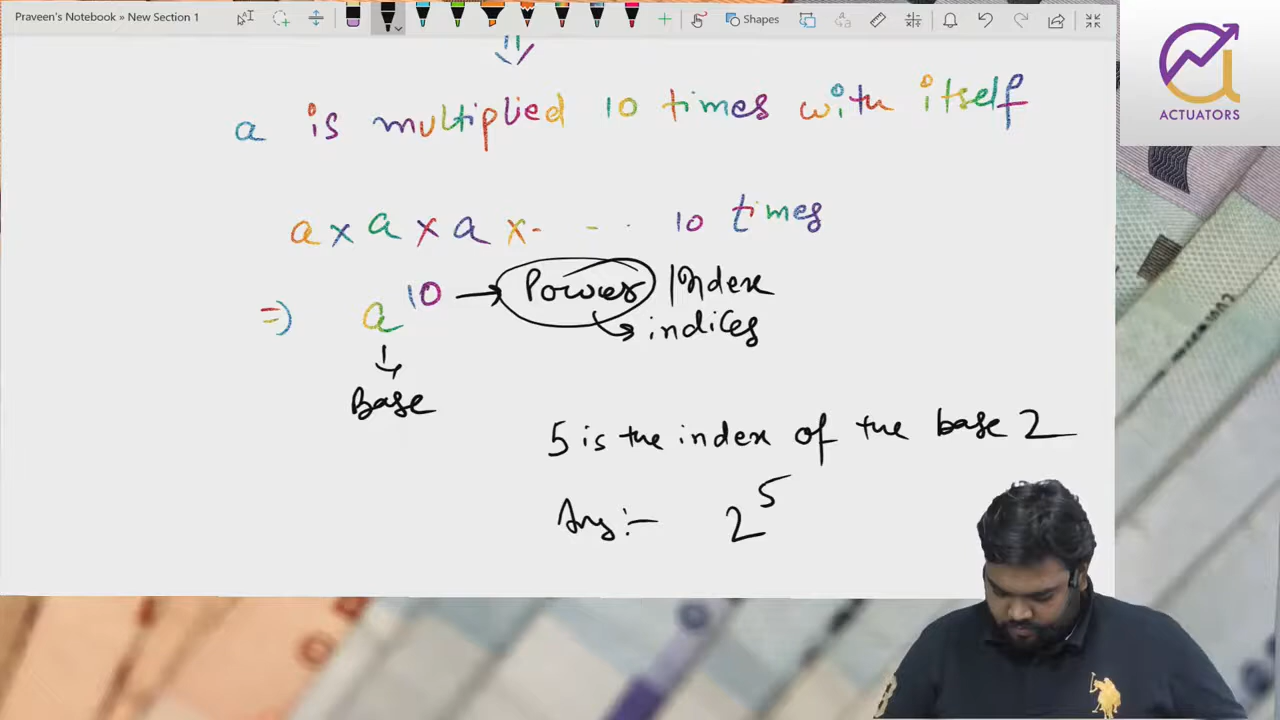 Praveen's Notebook » New Section 1
Shapes
ACTUATORS
a is multiplied 10 times with itself
a x a x a x - - . 10 times
=) a 10 → Power | Index
indices
Base
5 is the index of the base 2
Ans :- 2 5